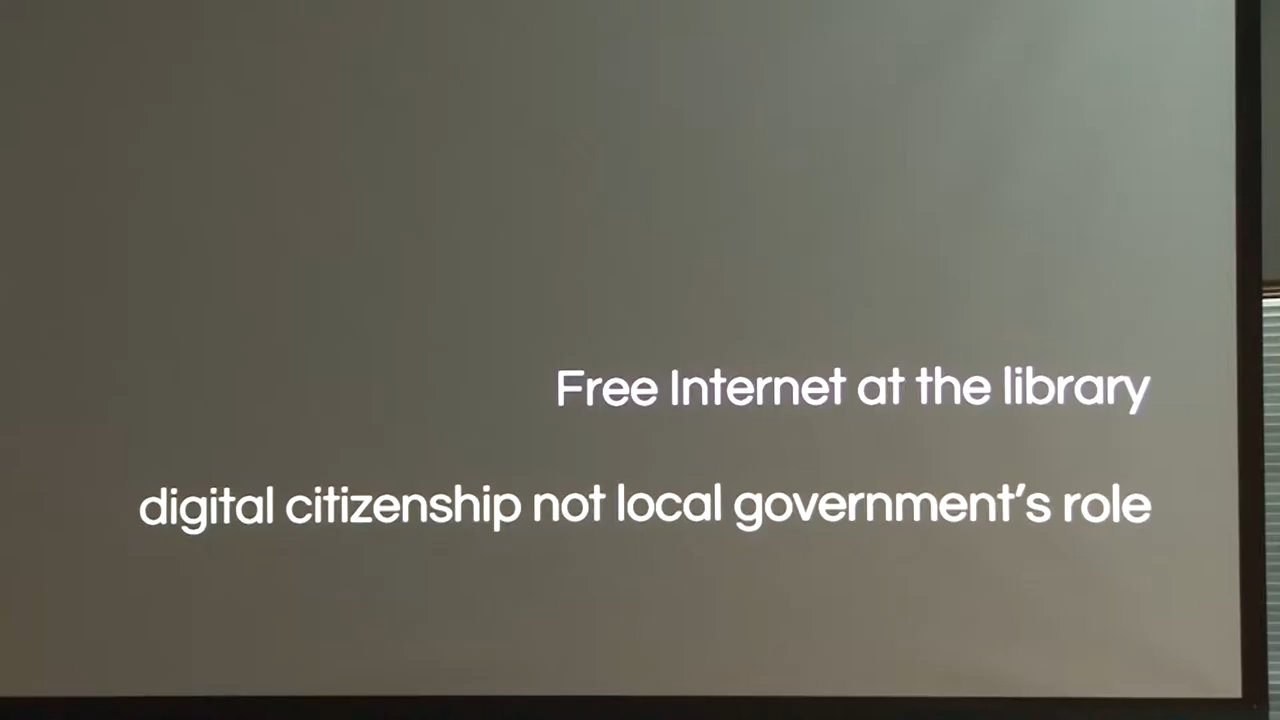 Free Internet at the library
digital citizenship not local government's role